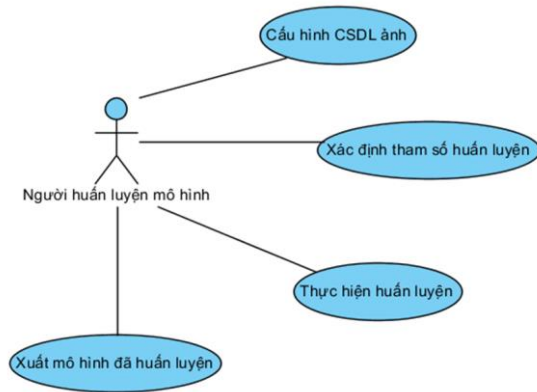 Cấu hình CSDL ảnh
Xác định tham số huấn luyện
Người huấn luyện mô hình
Thực hiện huấn luyện
Xuất mô hình đã huấn luyện